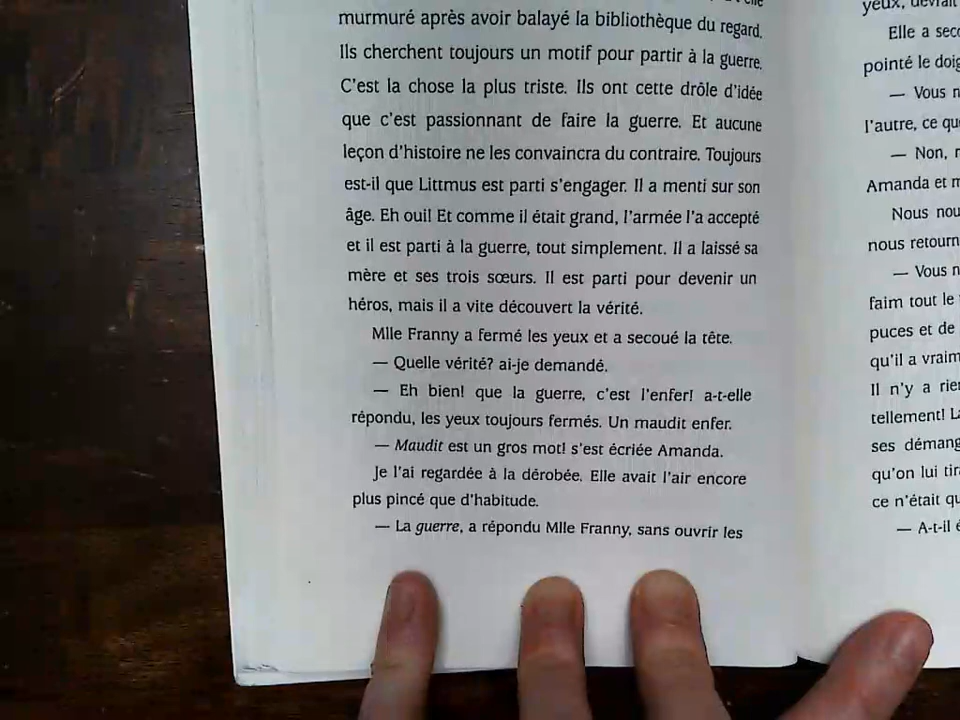 murmuré après avoir balayé la bibliothèque du regard.
Ils cherchent toujours un motif pour partir à la guerre.
C'est la chose la plus triste. Ils ont cette drôle d'idée
que c'est passionnant de faire la guerre. Et aucune
leçon d'histoire ne les convaincra du contraire. Toujours
est-il que Littmus est parti s'engager. Il a menti sur son
âge. Eh oui! Et comme il était grand, l'armée l'a accepté
et il est parti à la guerre, tout simplement. Il a laissé sa
mère et ses trois sœurs. Il est parti pour devenir un
héros, mais il a vite découvert la vérité.
Mlle Franny a fermé les yeux et a secoué la tête.
— Quelle vérité? ai-je demandé.
— Eh bien! que la guerre, c'est l'enfer! a-t-elle
répondu, les yeux toujours fermés. Un maudit enfer.
— Maudit est un gros mot! s'est écriée Amanda.
Je l'ai regardée à la dérobée. Elle avait l'air encore
plus pincé que d'habitude.
— La guerre, a répondu Mlle Franny, sans ouvrir les
yeux, devrait
Elle a
pointé le
— Vous
l'autre, ce
— Non,
Amanda et
Nous
nous
— Vous
faim tout le
puces et de
qu'il a vraim
Il n'y a
tellement!
ses
qu'on lui
ce n'était
— A-t-il